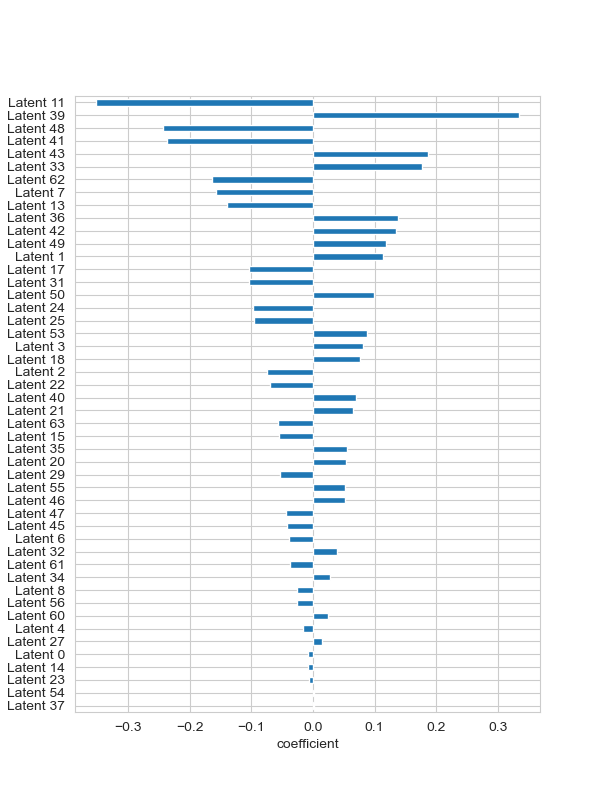 Latent 11
Latent 39
Latent 48
Latent 41
Latent 43
Latent 33
Latent 62
Latent 7
Latent 13
Latent 36
Latent 42
Latent 49
Latent 1
Latent 17
Latent 31
Latent 50
Latent 24
Latent 25
Latent 53
Latent 3
Latent 18
Latent 2
Latent 22
Latent 40
Latent 21
Latent 63
Latent 15
Latent 35
Latent 20
Latent 29
Latent 55
Latent 46
Latent 47
Latent 45
Latent 6
Latent 32
Latent 61
Latent 34
Latent 8
Latent 56
Latent 60
Latent 4
Latent 27
Latent 0
Latent 14
Latent 23
Latent 54
Latent 37
−0.3 −0.2 −0.1 0.0 0.1 0.2 0.3
coefficient